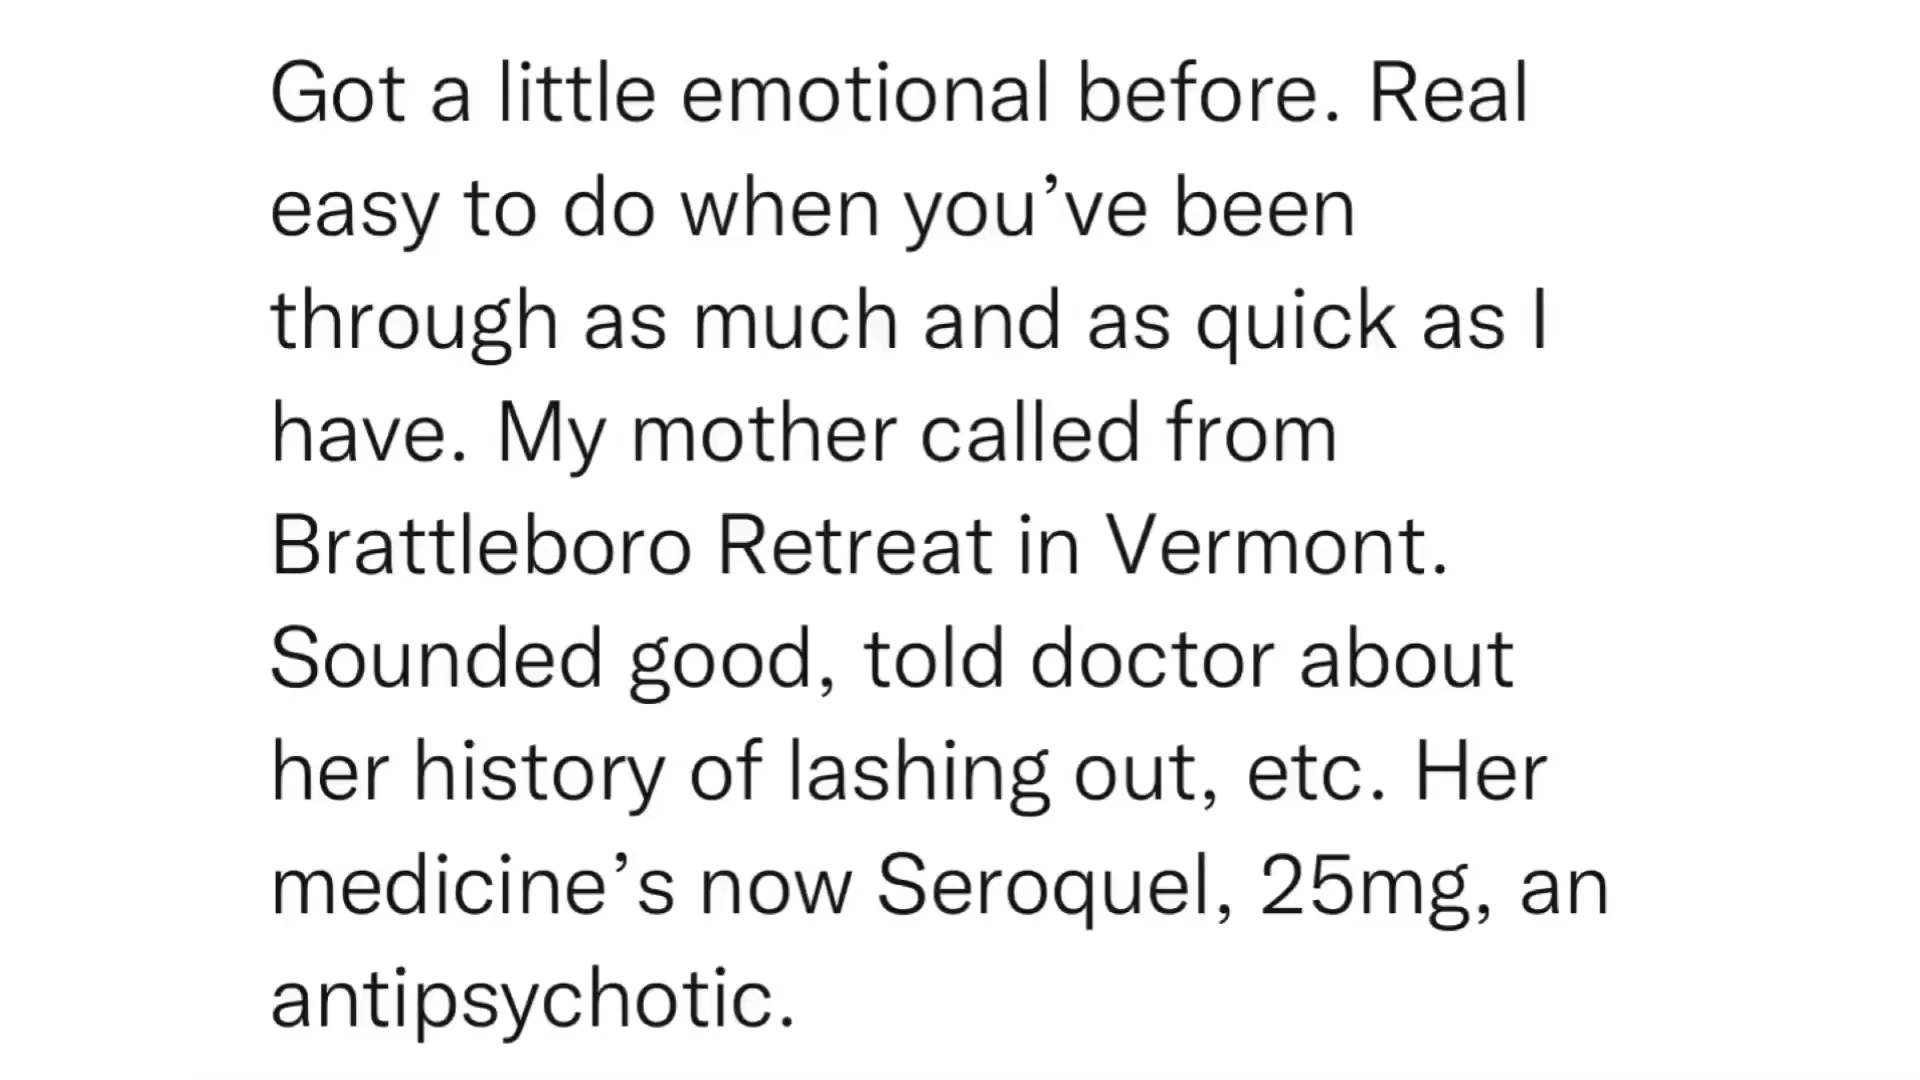 Got a little emotional before. Real
easy to do when you’ve been
through as much and as quick as I
have. My mother called from
Brattleboro Retreat in Vermont.
Sounded good, told doctor about
her history of lashing out, etc. Her
medicine’s now Seroquel, 25mg, an
antipsychotic.